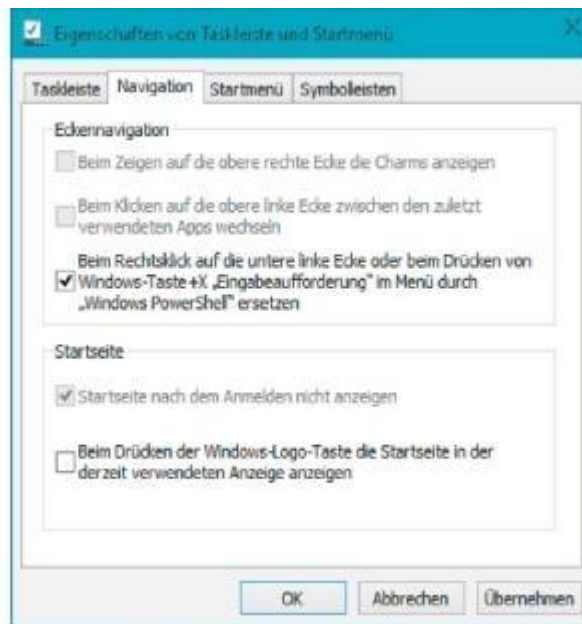 Eigenschaften von Taskleiste und Startmenü
Taskleiste Navigation Startmenü Symbolleisten
Eckennavigation
Beim Zeigen auf die obere rechte Ecke die Charms anzeigen
Beim Klicken auf die obere linke Ecke zwischen den zuletzt
verwendeten Apps wechseln
Beim Rechtsklick auf die untere linke Ecke oder beim Drücken von
Windows-Taste+X „Eingabeaufforderung" im Menü durch
„Windows PowerShell" ersetzen
Startseite
Startseite nach dem Anmelden nicht anzeigen
Beim Drücken der Windows-Logo-Taste die Startseite in der
derzeit verwendeten Anzeige anzeigen
OK Abbrechen Übernehmen